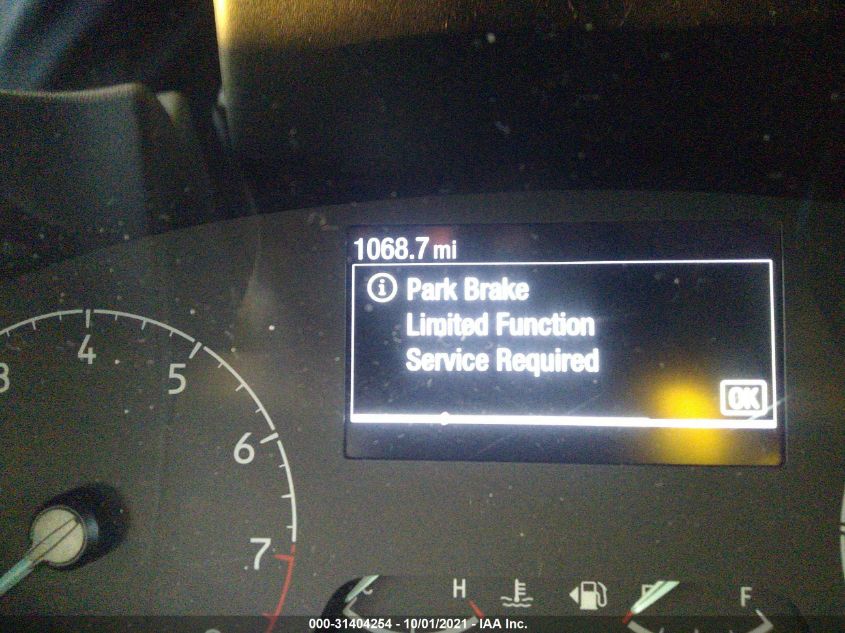 1068.7 mi
Park Brake
Limited Function
Service Required
OK
3
4
5
6
7
H
F
000-31404254 - 10/01/2021 - IAA Inc.